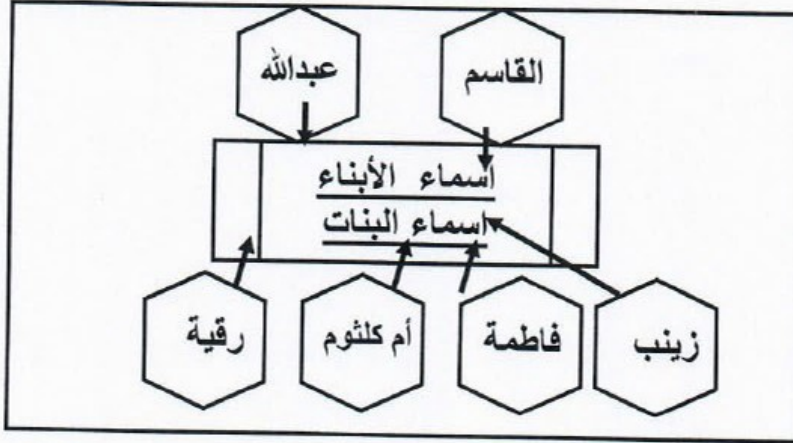 القاسم
عبدالله
اسماء الأبناء
اسماء البنات
زينب
فاطمة
أم كلثوم
رقية